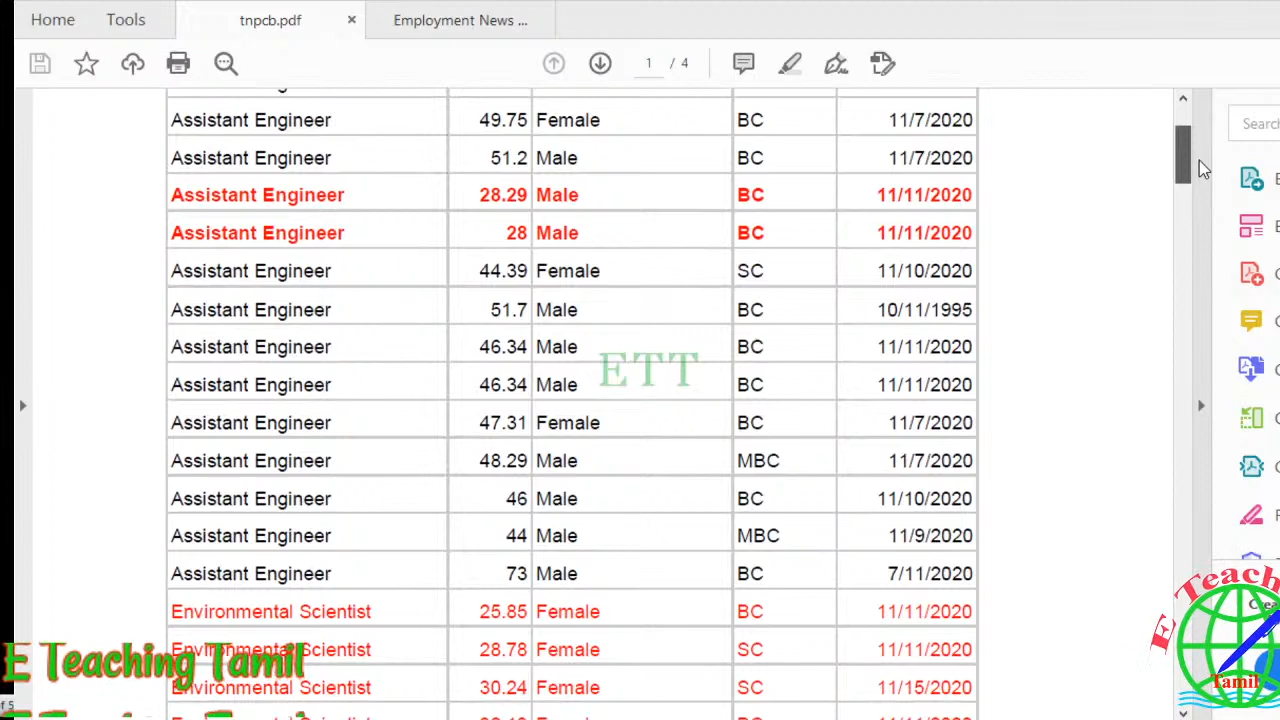 Home Tools tnpcb.pdf × Employment News ...
1 / 4
Search
Assistant Engineer 49.75 Female BC 11/7/2020
Assistant Engineer 51.2 Male BC 11/7/2020
Assistant Engineer 28.29 Male BC 11/11/2020
Assistant Engineer 28 Male BC 11/11/2020
Assistant Engineer 44.39 Female SC 11/10/2020
Assistant Engineer 51.7 Male BC 10/11/1995
Assistant Engineer 46.34 Male BC 11/11/2020
ETT
Assistant Engineer 46.34 Male BC 11/11/2020
Assistant Engineer 47.31 Female BC 11/7/2020
Assistant Engineer 48.29 Male MBC 11/7/2020
Assistant Engineer 46 Male BC 11/10/2020
Assistant Engineer 44 Male MBC 11/9/2020
Assistant Engineer 73 Male BC 7/11/2020
Environmental Scientist 25.85 Female BC 11/11/2020
Environmental Scientist 28.78 Female SC 11/11/2020
Environmental Scientist 30.24 Female SC 11/15/2020
E Teaching Tamil
E Teach
Tamil
of 5